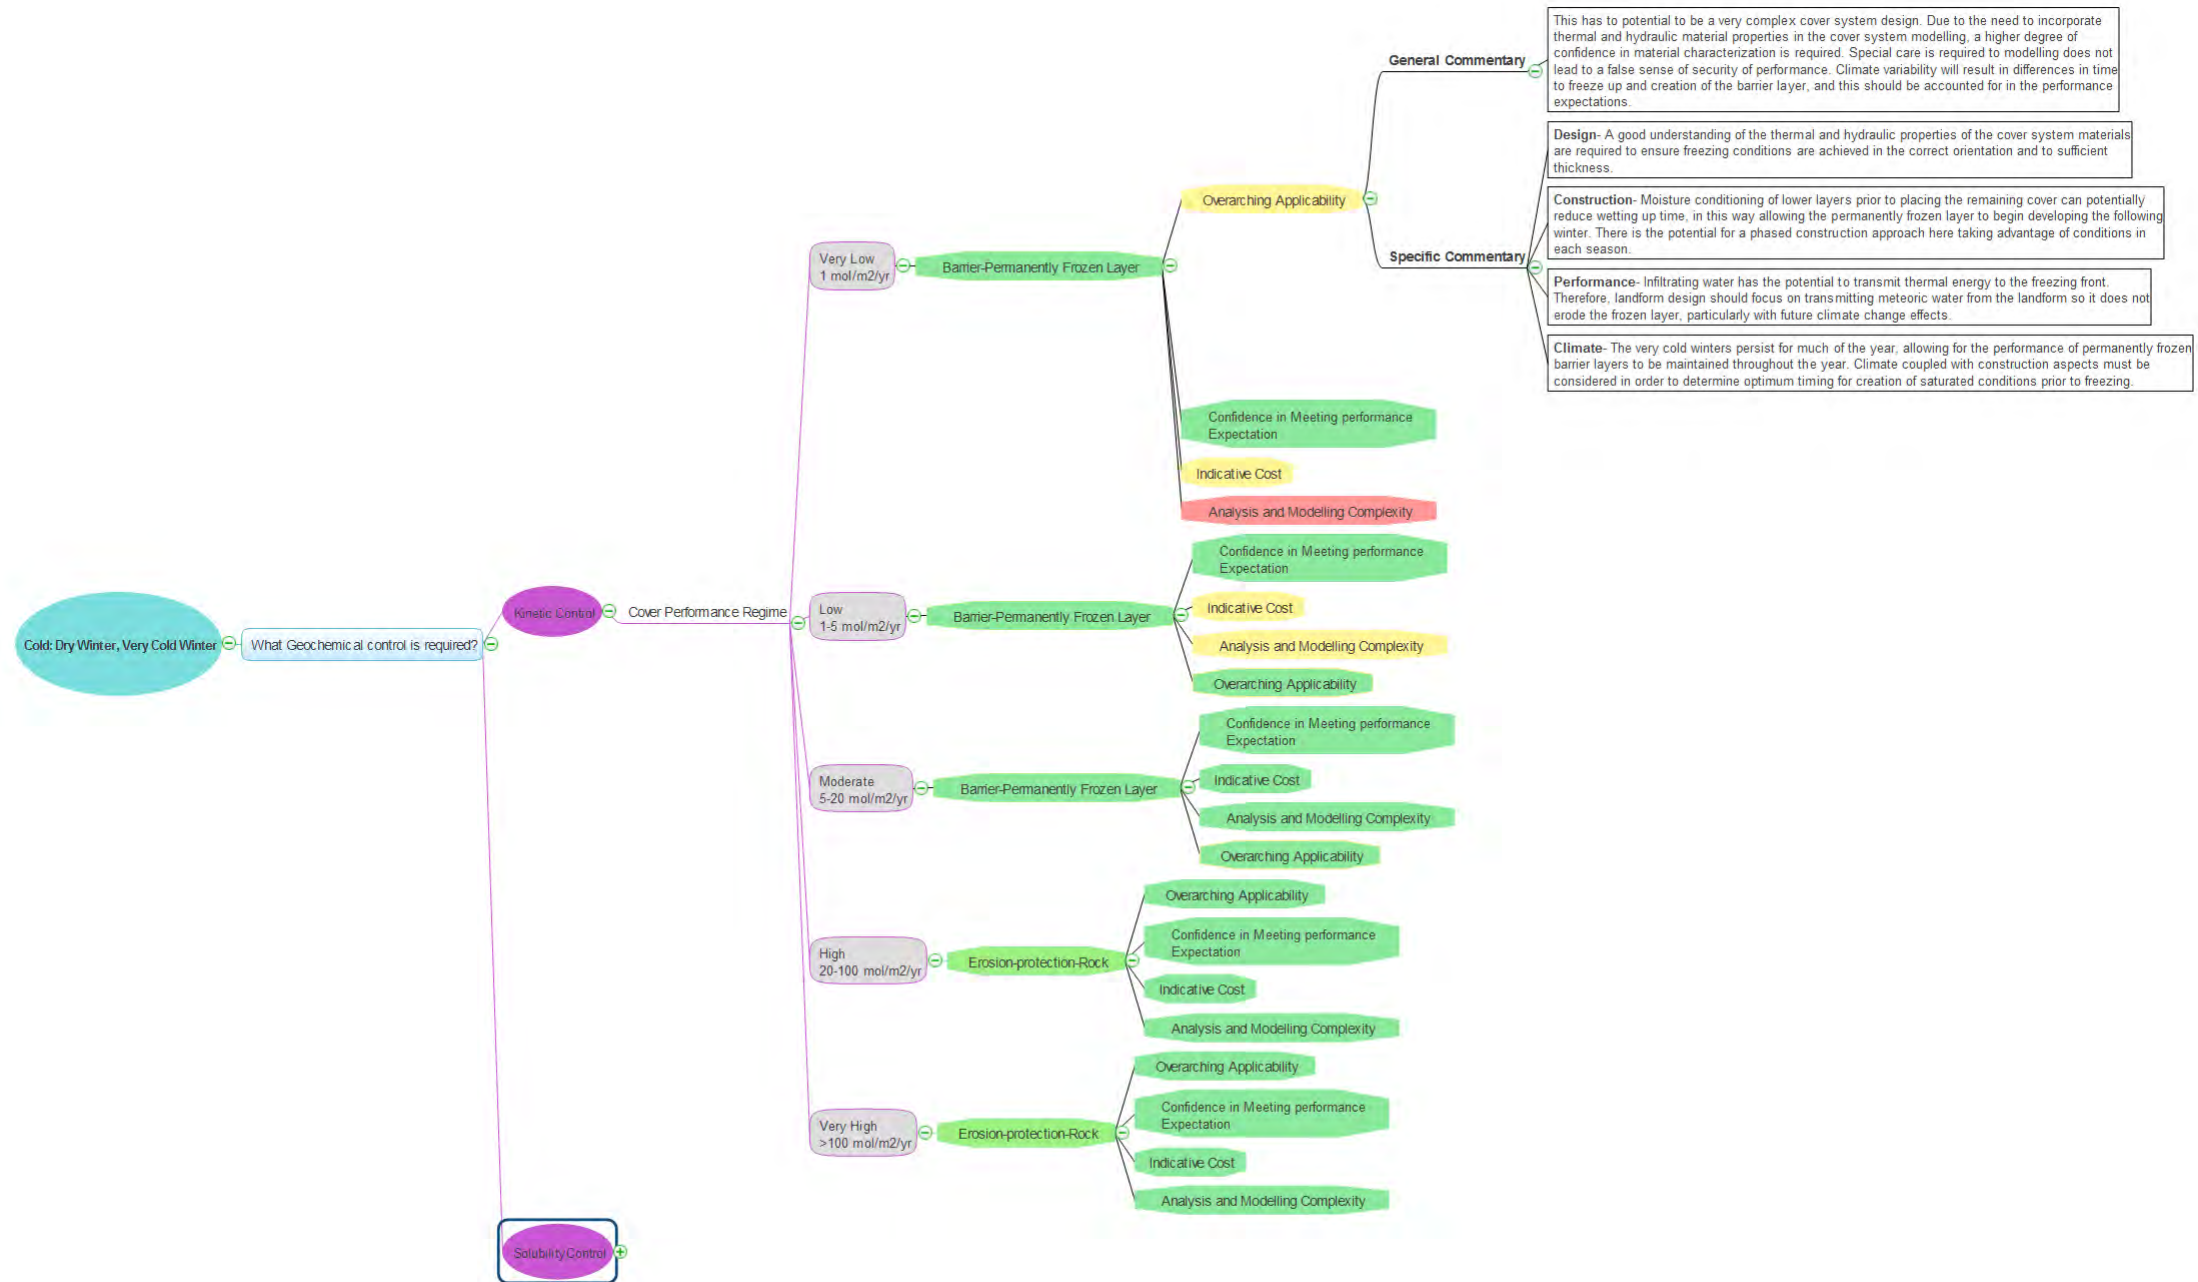 Cold: Dry Winter, Very Cold Winter
What Geochemical control is required?
Kinetic Control
Cover Performance Regime
Very Low
1 mol/m2/yr
Barrier-Permanently Frozen Layer
Overarching Applicability
General Commentary
This has to potential to be a very complex cover system design. Due to the need to incorporate
thermal and hydraulic material properties in the cover system modelling, a higher degree of
confidence in material characterization is required. Special care is required to modelling does not
lead to a false sense of security of performance. Climate variability will result in differences in time
to freeze up and creation of the barrier layer, and this should be accounted for in the performance
expectations.
Specific Commentary
Design- A good understanding of the thermal and hydraulic properties of the cover system materials
are required to ensure freezing conditions are achieved in the correct orientation and to sufficient
thickness.
Construction- Moisture conditioning of lower layers prior to placing the remaining cover can potentially
reduce wetting up time, in this way allowing the permanently frozen layer to begin developing the following
winter. There is the potential for a phased construction approach here taking advantage of conditions in
each season.
Performance- Infiltrating water has the potential to transmit thermal energy to the freezing front.
Therefore, landform design should focus on transmitting meteoric water from the landform so it does not
erode the frozen layer, particularly with future climate change effects.
Climate- The very cold winters persist for much of the year, allowing for the performance of permanently frozen
barrier layers to be maintained throughout the year. Climate coupled with construction aspects must be
considered in order to determine optimum timing for creation of saturated conditions prior to freezing.
Confidence in Meeting performance
Expectation
Indicative Cost
Analysis and Modelling Complexity
Low
1-5 mol/m2/yr
Barrier-Permanently Frozen Layer
Confidence in Meeting performance
Expectation
Indicative Cost
Analysis and Modelling Complexity
Overarching Applicability
Moderate
5-20 mol/m2/yr
Barrier-Permanently Frozen Layer
Confidence in Meeting performance
Expectation
Indicative Cost
Analysis and Modelling Complexity
Overarching Applicability
High
20-100 mol/m2/yr
Erosion-protection-Rock
Overarching Applicability
Confidence in Meeting performance
Expectation
Indicative Cost
Analysis and Modelling Complexity
Very High
>100 mol/m2/yr
Erosion-protection-Rock
Overarching Applicability
Confidence in Meeting performance
Expectation
Indicative Cost
Analysis and Modelling Complexity
Solubility Control